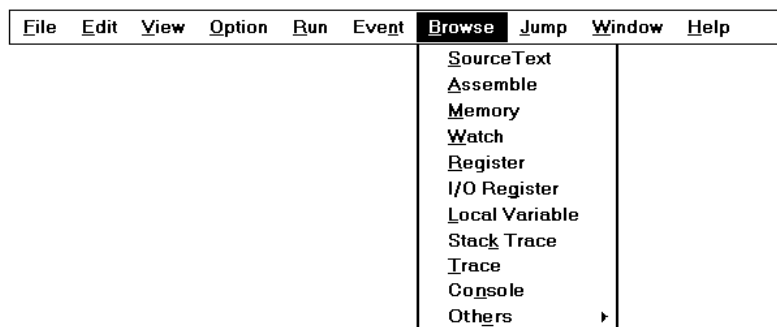 File Edit View Option Run Event Browse Jump Window Help
SourceText
Assemble
Memory
Watch
Register
I/O Register
Local Variable
Stack Trace
Trace
Console
Others